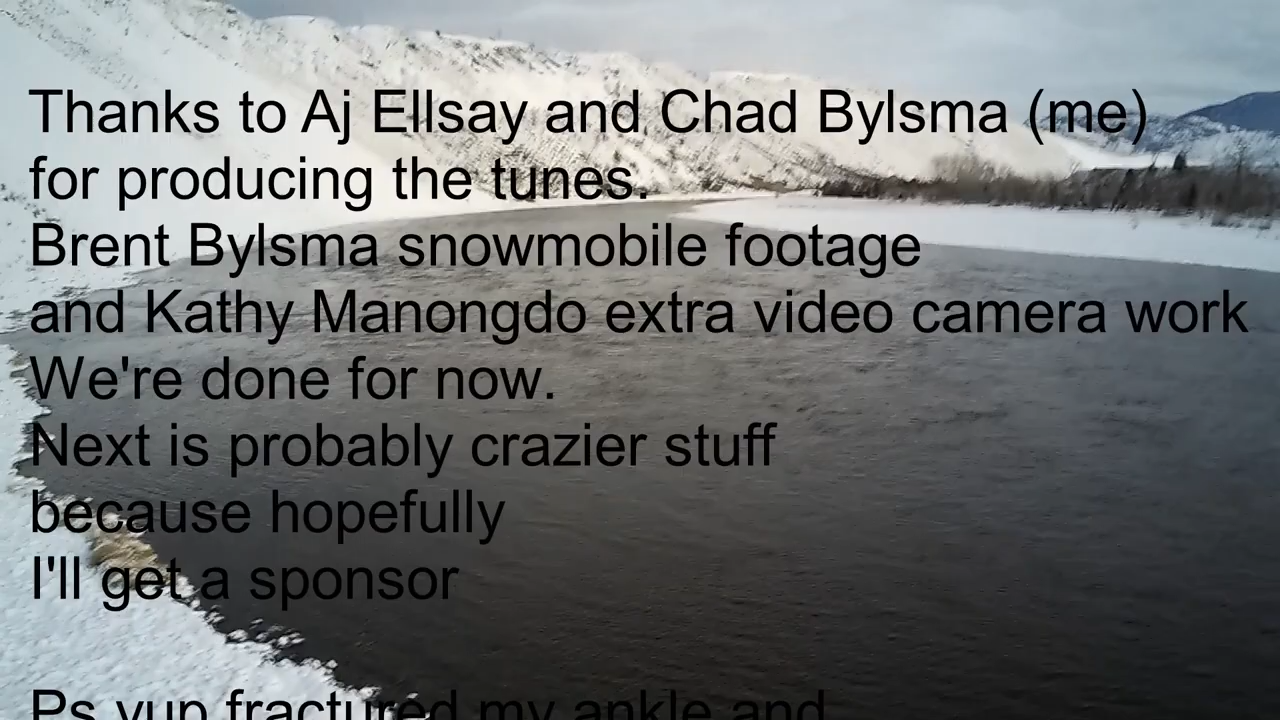 Thanks to Aj Ellsay and Chad Bylsma (me)
for producing the tunes.
Brent Bylsma snowmobile footage
and Kathy Manongdo extra video camera work
We're done for now.
Next is probably crazier stuff
because hopefully
I'll get a sponsor
Ps yup fractured my ankle and